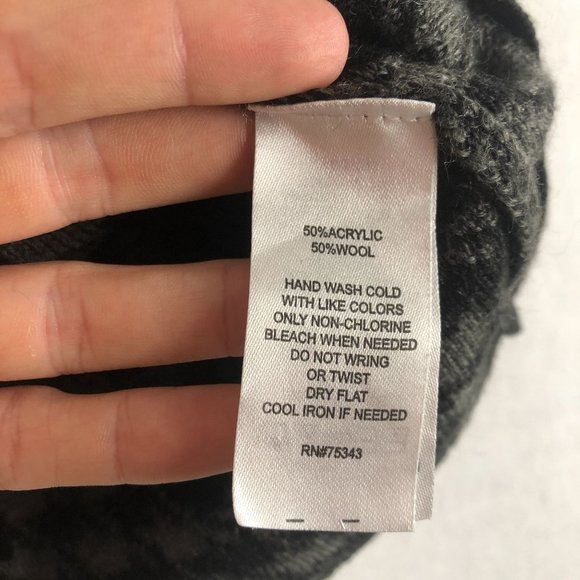 50%ACRYLIC
50%WOOL
HAND WASH COLD
WITH LIKE COLORS
ONLY NON-CHLORINE
BLEACH WHEN NEEDED
DO NOT WRING
OR TWIST
DRY FLAT
COOL IRON IF NEEDED
RN#75343